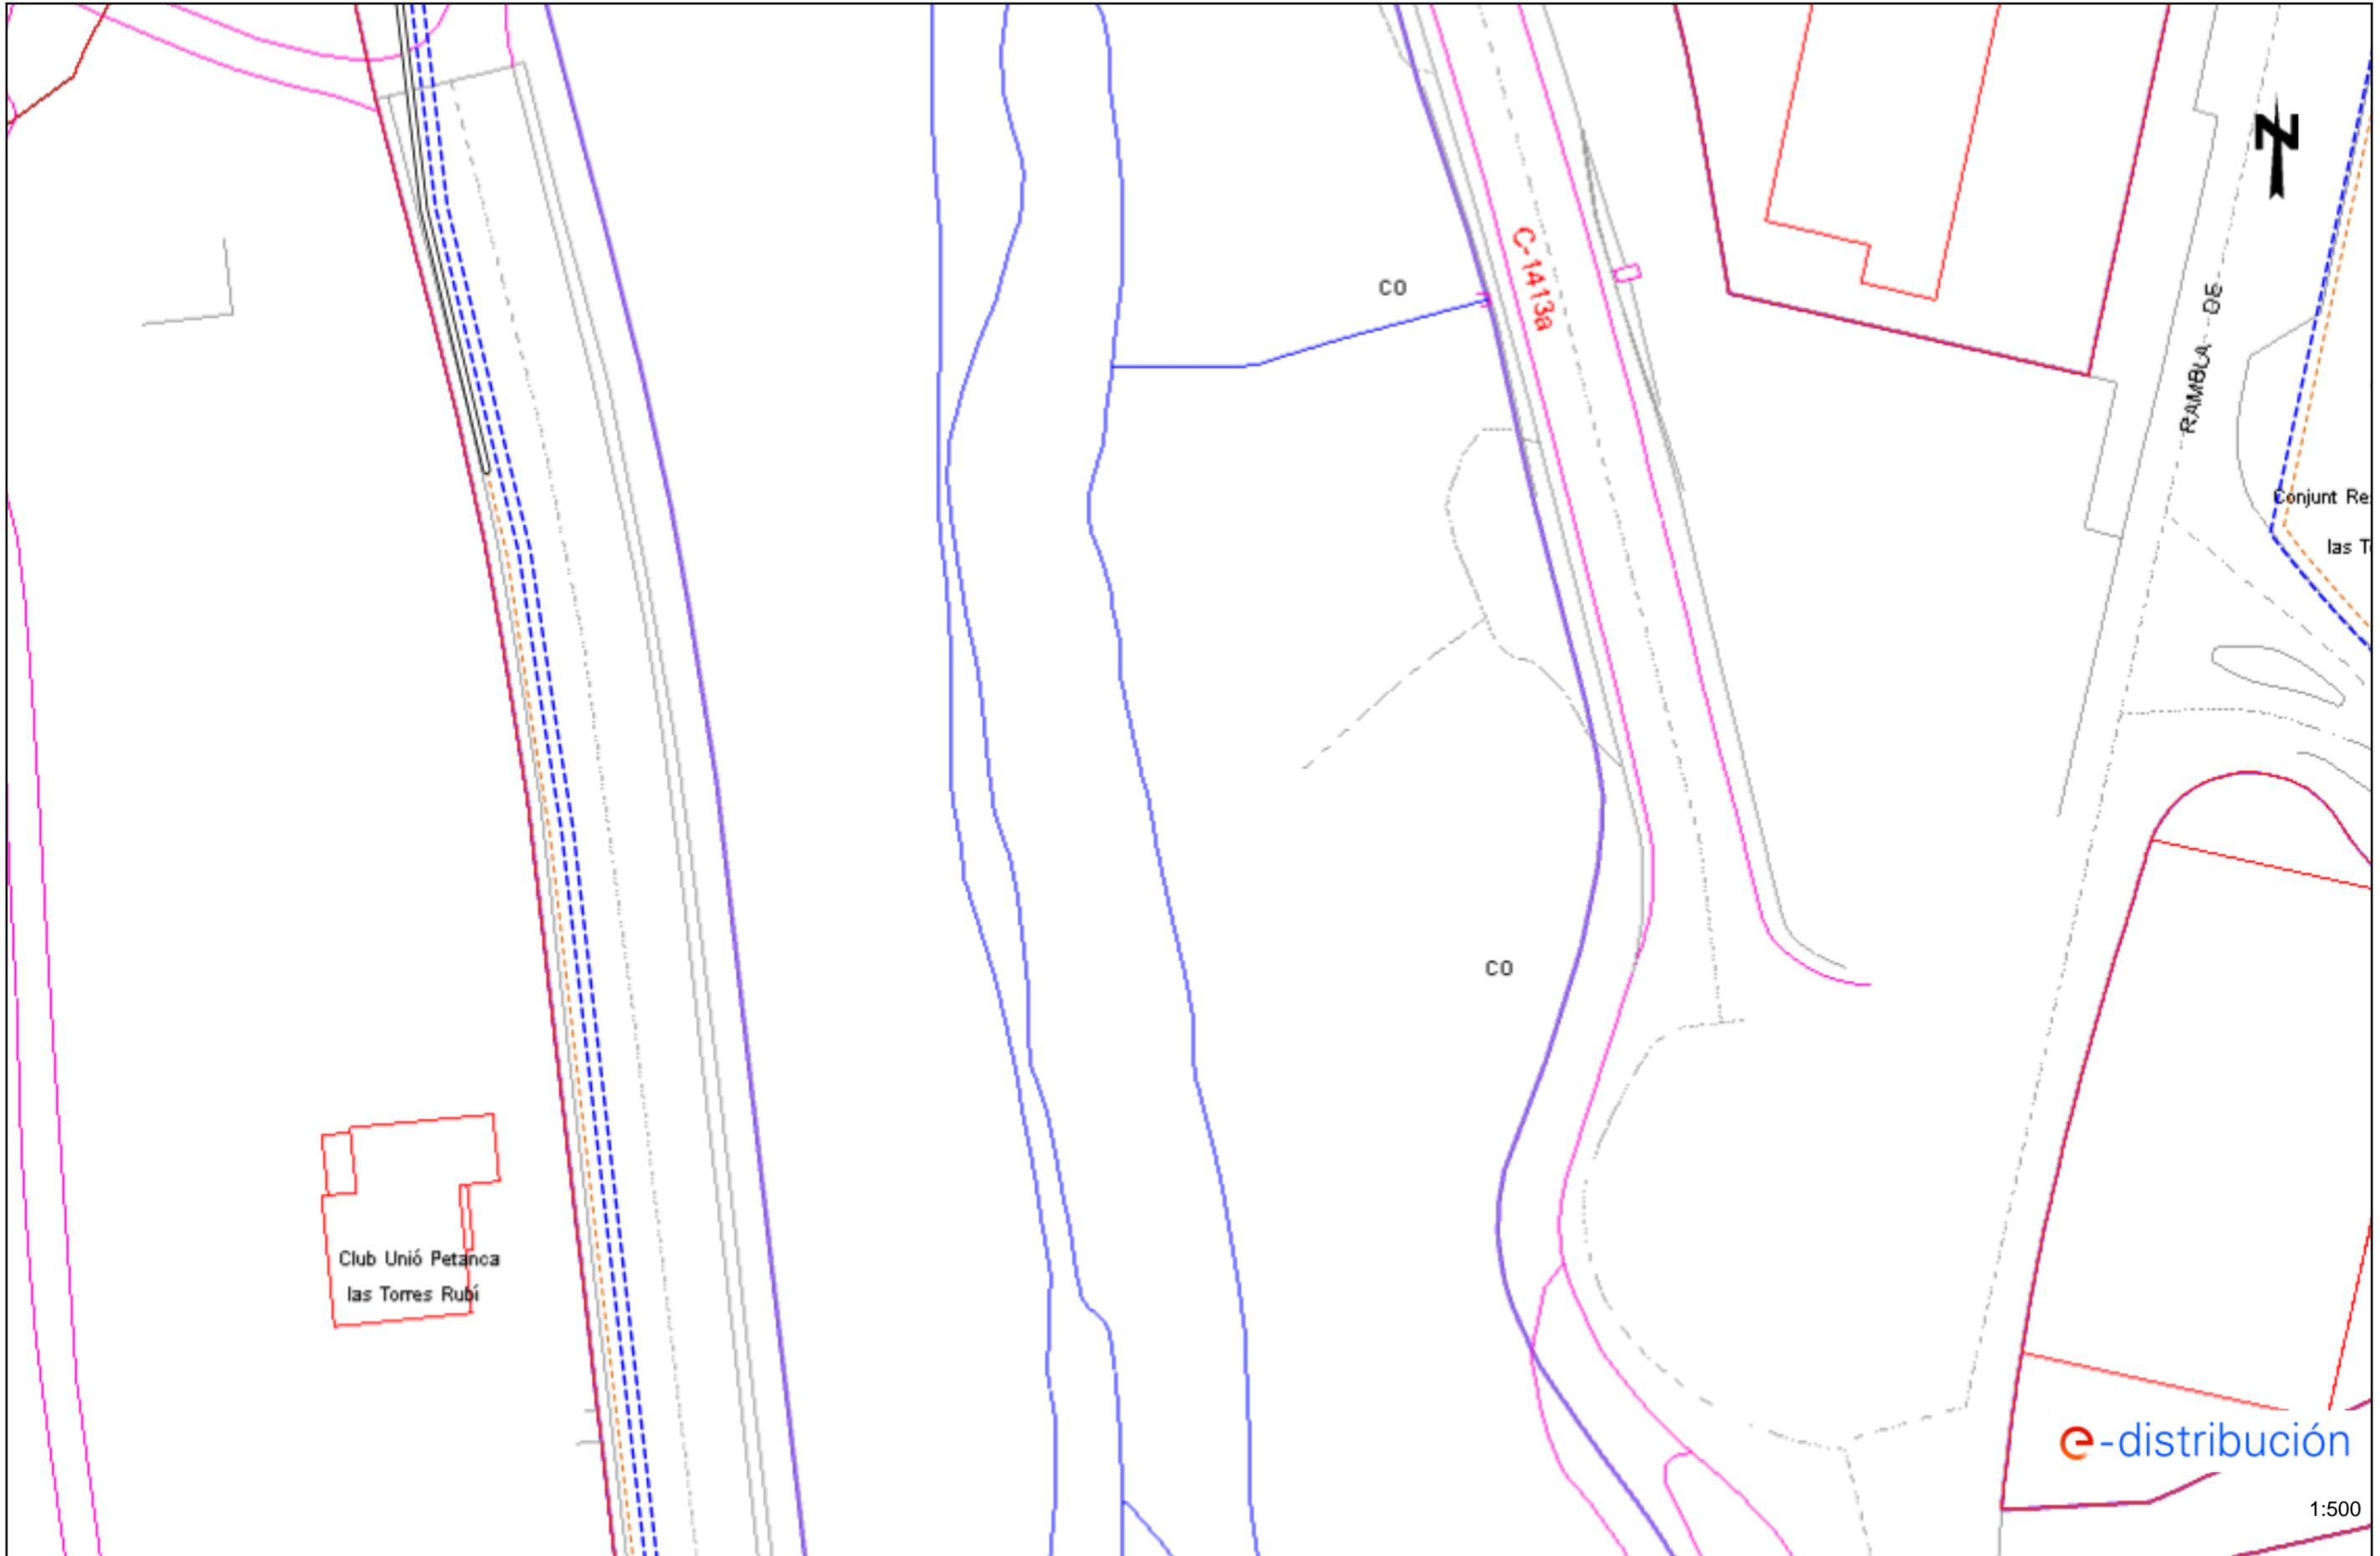 C-1413a
CO
RAMBLA DE
N
Conjunt Re
las T
CO
Club Unió Petanca
las Torres Rubí
e-distribución
1:500